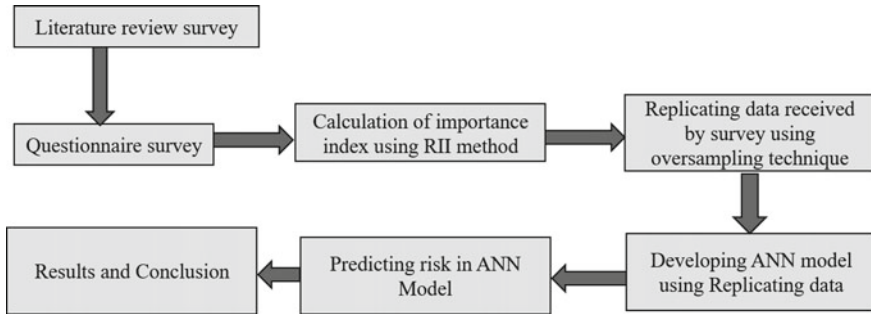 Literature review survey
Questionnaire survey
Calculation of importance
index using RII method
Replicating data received
by survey using
oversampling technique
Developing ANN model
using Replicating data
Predicting risk in ANN
Model
Results and Conclusion